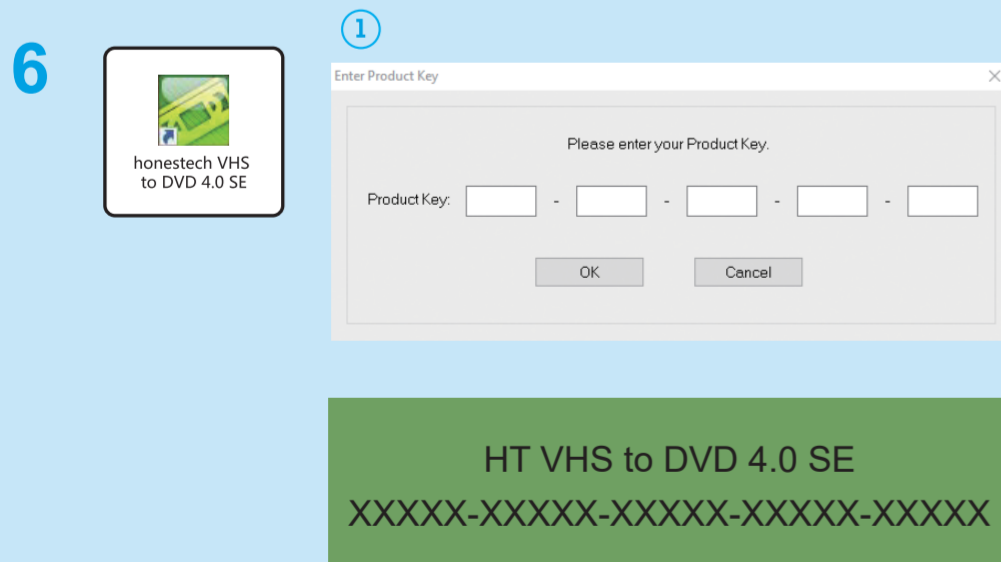 6
honestech VHS
to DVD 4.0 SE
1
Enter Product Key
Please enter your Product Key.
Product Key: - - - -
OK Cancel
HT VHS to DVD 4.0 SE
XXXXX-XXXXX-XXXXX-XXXXX-XXXXX